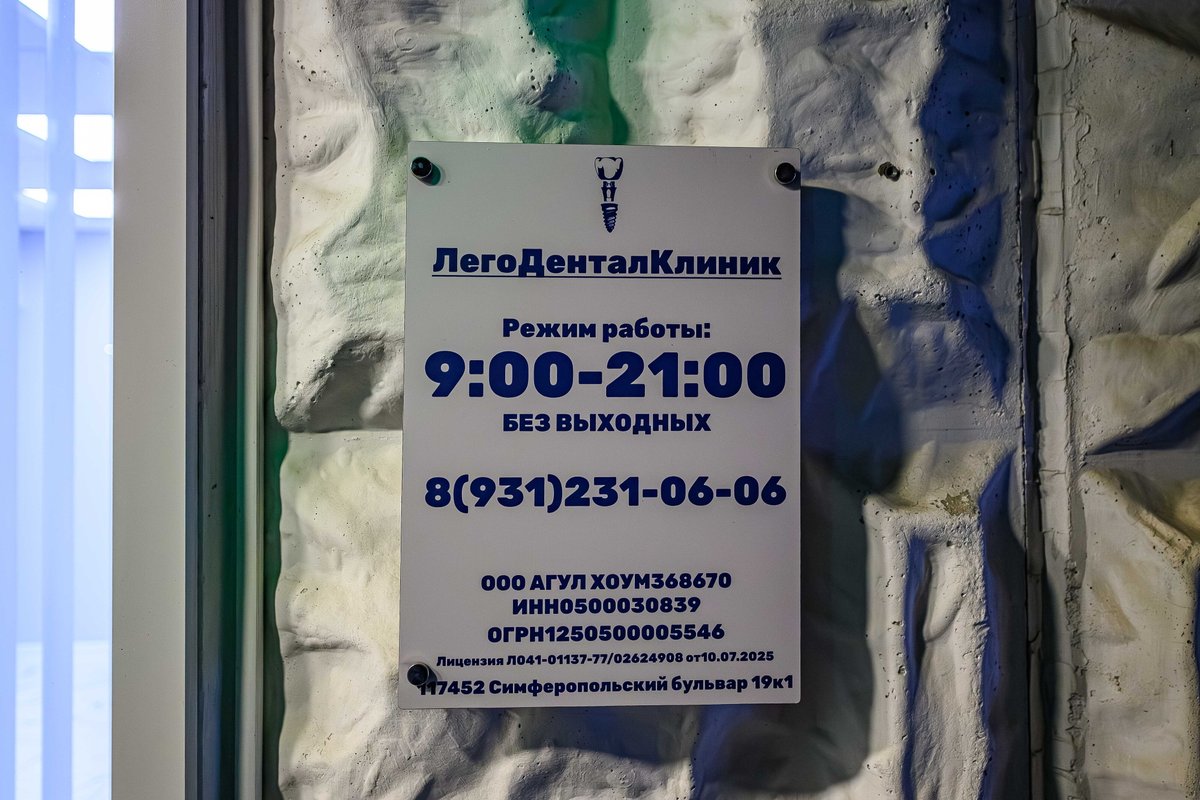 ЛегоДенталКлиник
Режим работы:
9:00-21:00
БЕЗ ВЫХОДНЫХ
8(931)231-06-06
ООО АГУЛ ХОУМ368670
ИНН0500030839
ОГРН1250500005546
Лицензия Л041-01137-77/02624908 от10.07.2025
117452 Симферопольский бульвар 19к1